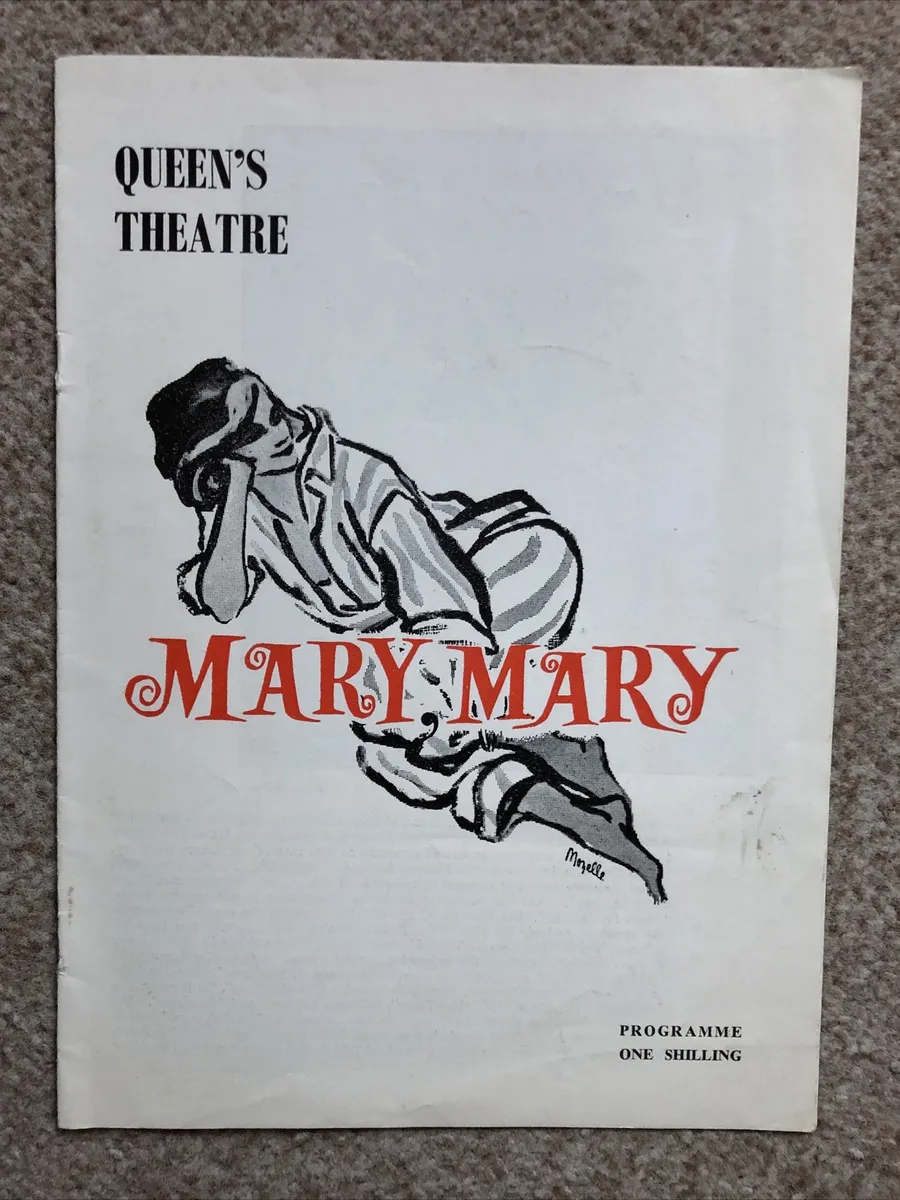 QUEEN'S
THEATRE
MARY MARY
Mozelle
PROGRAMME
ONE SHILLING